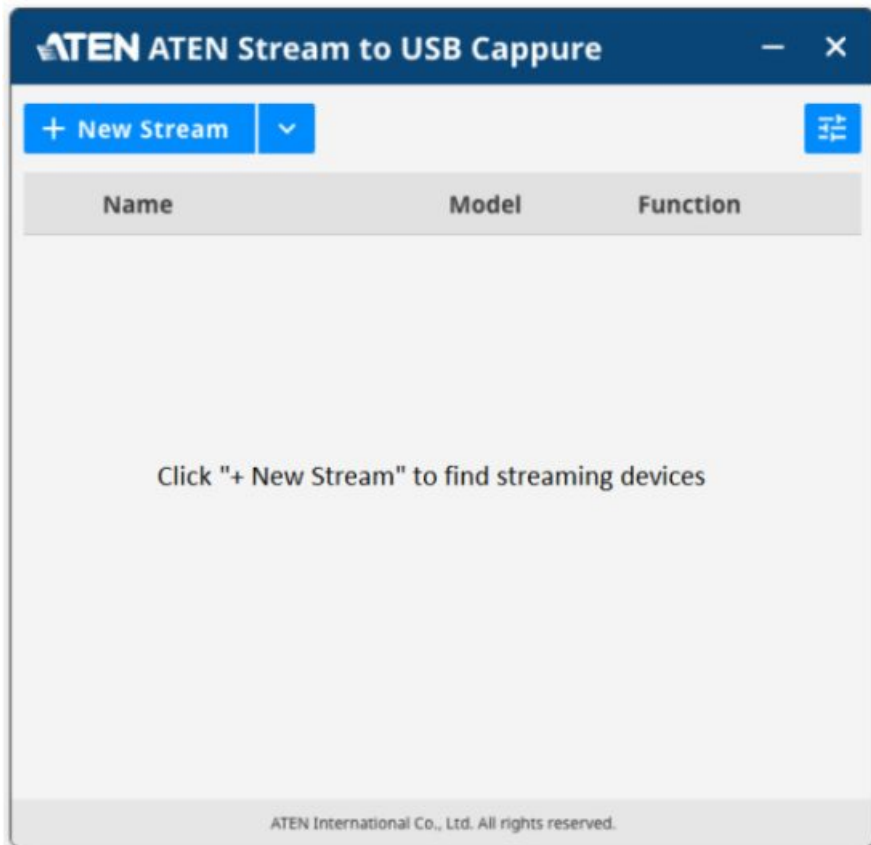 ATEN ATEN Stream to USB Cappure
+ New Stream
Name Model Function
Click "+ New Stream" to find streaming devices
ATEN International Co., Ltd. All rights reserved.